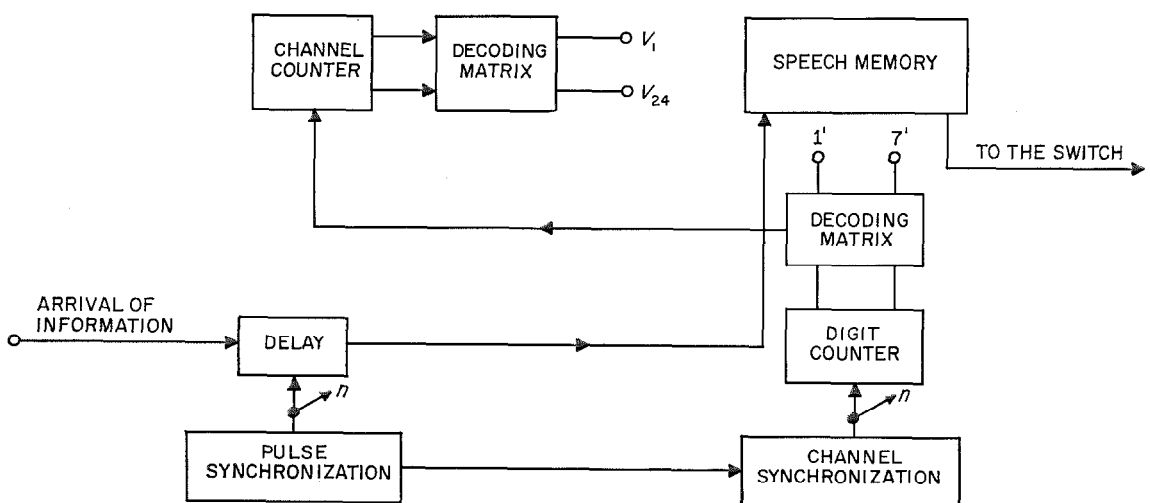 CHANNEL
COUNTER
DECODING
MATRIX
V1
V24
SPEECH MEMORY
1'
7'
TO THE SWITCH
DECODING
MATRIX
ARRIVAL OF
INFORMATION
DELAY
DIGIT
COUNTER
n
n
PULSE
SYNCHRONIZATION
CHANNEL
SYNCHRONIZATION